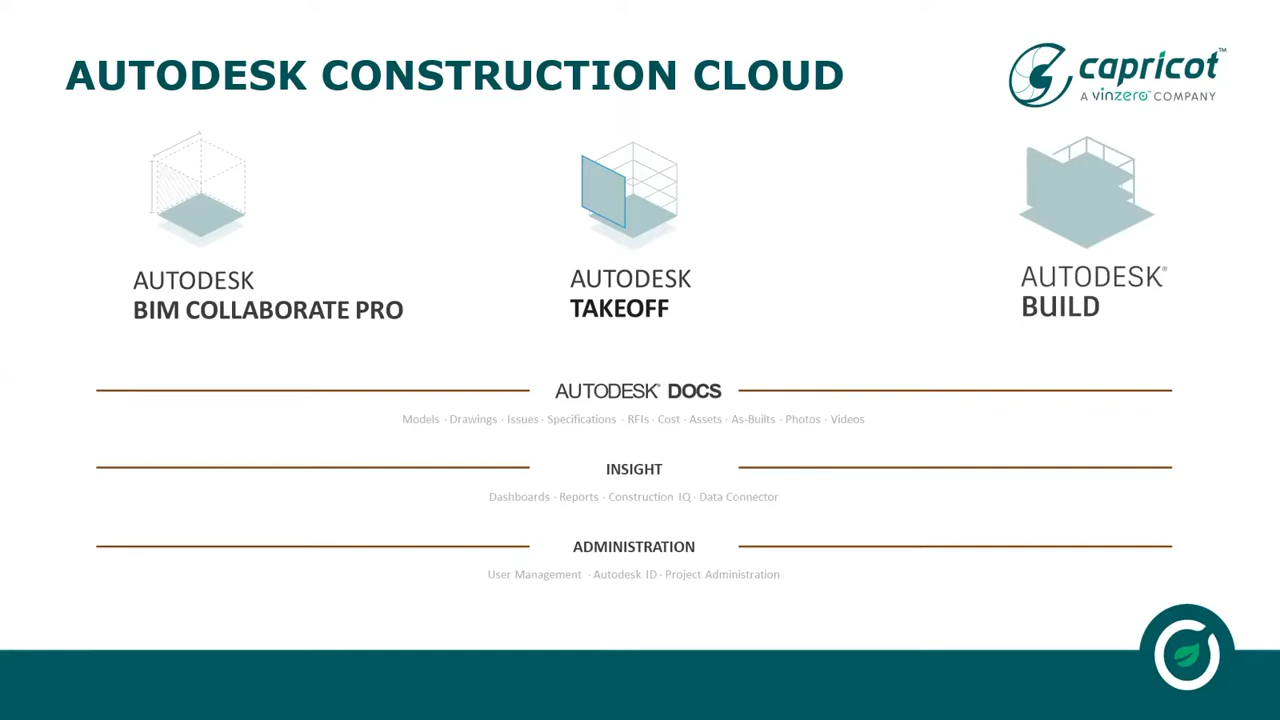 AUTODESK CONSTRUCTION CLOUD
capricot™
A vinzero™ COMPANY
AUTODESK
BIM COLLABORATE PRO
AUTODESK
TAKEOFF
AUTODESK®
BUILD
AUTODESK® DOCS
Models · Drawings · Issues · Specifications · RFIs · Cost · Assets · As-Builts · Photos · Videos
INSIGHT
Dashboards · Reports · Construction IQ · Data Connector
ADMINISTRATION
User Management · Autodesk ID · Project Administration